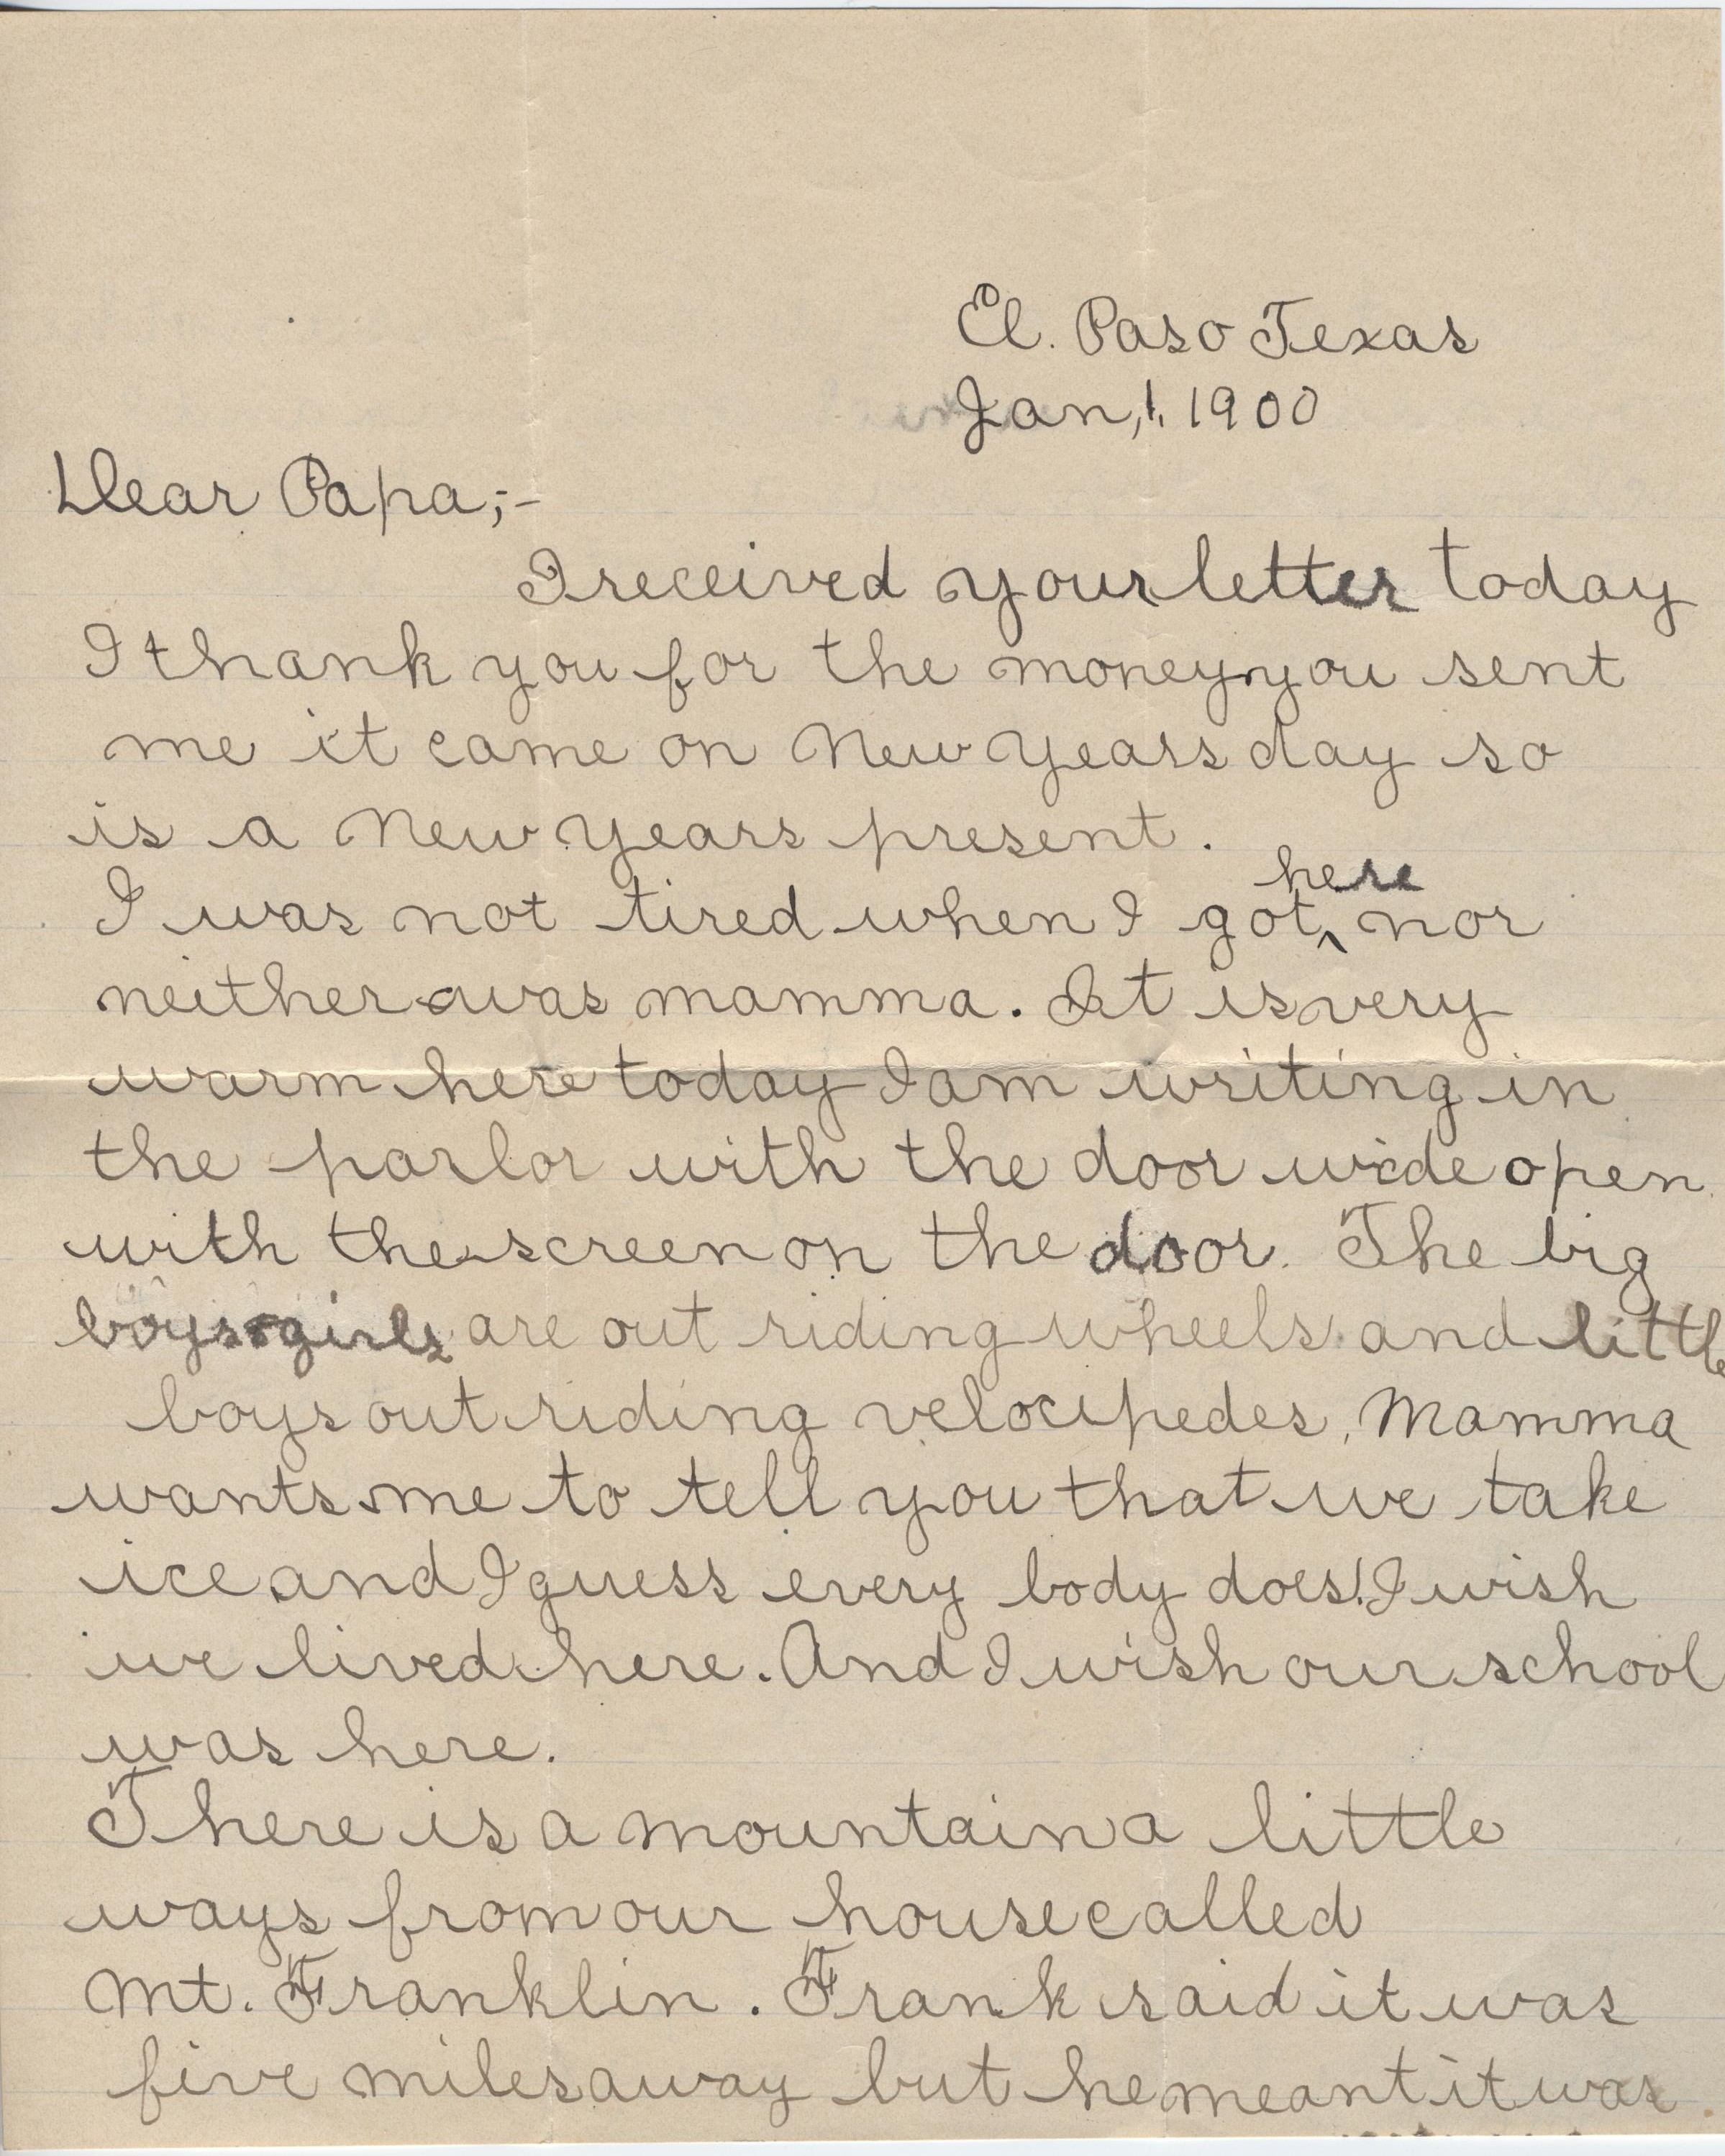 El. Paso Texas
Jan, 1, 1900
Dear Papa;-
I received your letter today
I thank you for the money you sent
me it came on New Years day so
is a New Years present.
here
I was not tired when I got ^ nor
neither was mamma. It is very
warm here today I am writing in
the parlor with the door wide open
with the screen on the door. The big
boys girls are out riding wheels and little
boys out riding velocipedes, Mamma
wants me to tell you that we take
ice and I guess every body does! I wish
we lived here. And I wish our school
was here.
There is a mountain a little
ways from our house called
Mt. Franklin. Frank said it was
five miles away but he meant it was